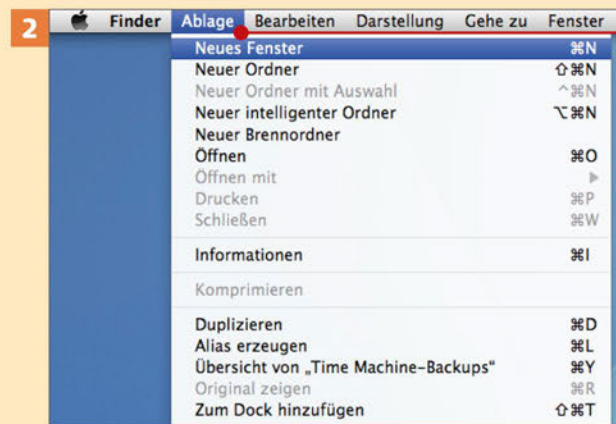 2
Finder Ablage Bearbeiten Darstellung Gehe zu Fenster
Neues Fenster ⌘N
Neuer Ordner ⇧⌘N
Neuer Ordner mit Auswahl ^⌘N
Neuer intelligenter Ordner ⌥⌘N
Neuer Brennordner
Öffnen ⌘O
Öffnen mit ▶
Drucken ⌘P
Schließen ⌘W
Informationen ⌘I
Komprimieren
Duplizieren ⌘D
Alias erzeugen ⌘L
Übersicht von „Time Machine-Backups“ ⌘Y
Original zeigen ⌘R
Zum Dock hinzufügen ⇧⌘T